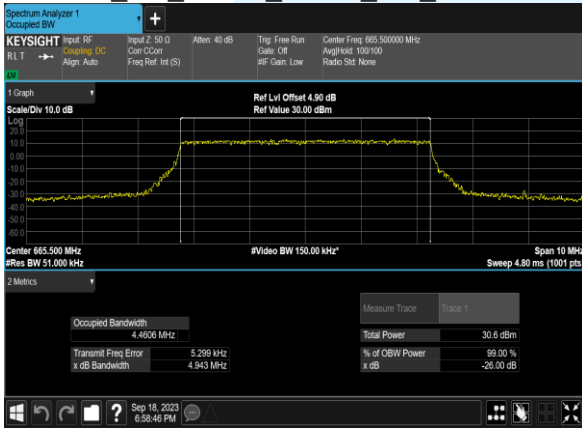 Spectrum Analyzer 1
Occupied BW
KEYSIGHT Input: RF Input Z: 50 Ω Atten: 40 dB Trig: Free Run Center Freq: 665.500000 MHz
Coupling: DC Corr CCorr Gate: Off Avg|Hold: 100/100
RLT Align: Auto Freq Ref: Int (S) #IF Gain: Low Radio Std: None
1 Graph
Ref Lvl Offset 4.90 dB
Scale/Div 10.0 dB Ref Value 30.00 dBm
Log
20.0
10.0
0.00
-10.0
-20.0
-30.0
-40.0
-50.0
-60.0
Center 665.500 MHz #Video BW 150.00 kHz* Span 10 MHz
#Res BW 51.000 kHz Sweep 4.80 ms (1001 pts)
2 Metrics
Measure Trace Trace 1
Occupied Bandwidth
4.4606 MHz Total Power 30.6 dBm
Transmit Freq Error 5.299 kHz % of OBW Power 99.00 %
x dB Bandwidth 4.943 MHz x dB -26.00 dB
Sep 18, 2023
6:58:46 PM